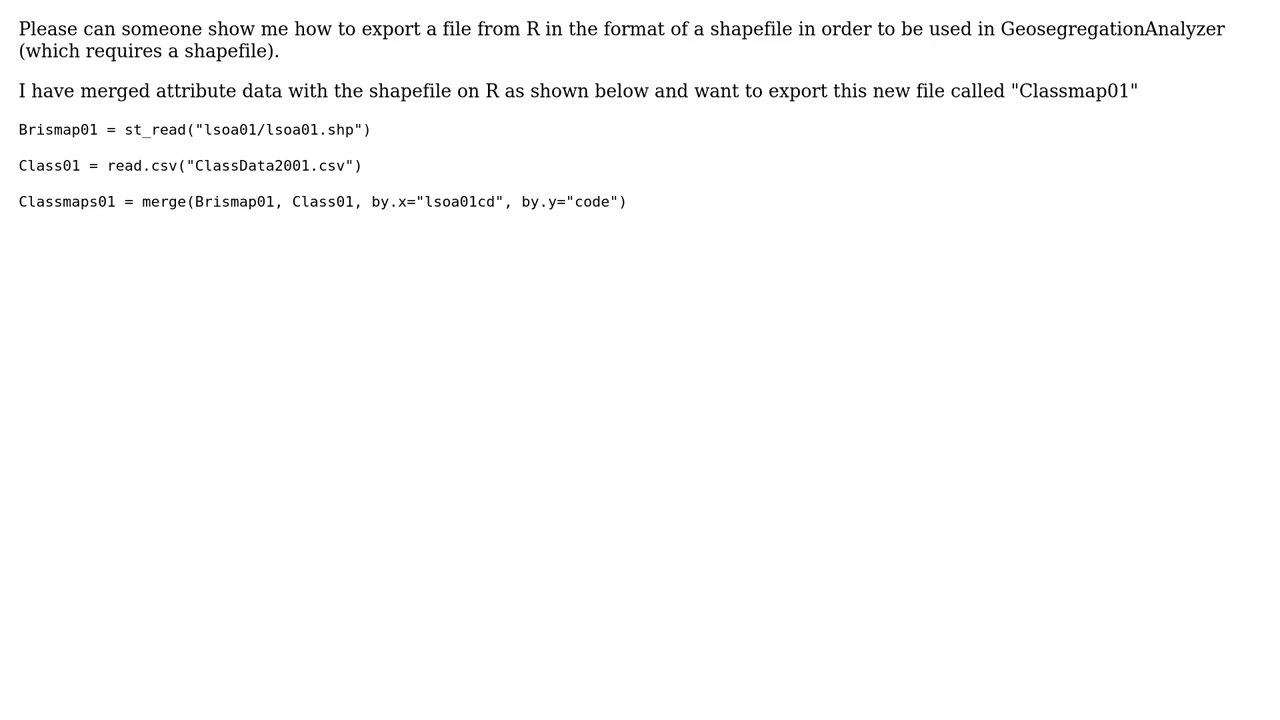 Please can someone show me how to export a file from R in the format of a shapefile in order to be used in GeosegregationAnalyzer
(which requires a shapefile).
I have merged attribute data with the shapefile on R as shown below and want to export this new file called "Classmap01"
Brismap01 = st_read("lsoa01/lsoa01.shp")
Class01 = read.csv("ClassData2001.csv")
Classmaps01 = merge(Brismap01, Class01, by.x="lsoa01cd", by.y="code")